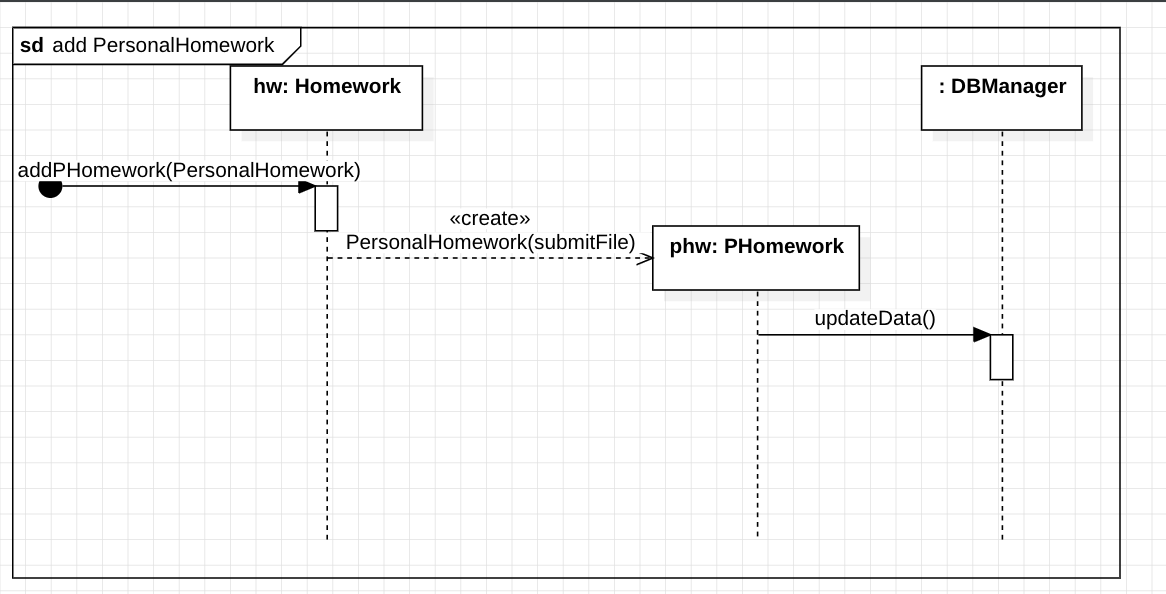 sd add PersonalHomework
hw: Homework
: DBManager
addPHomework(PersonalHomework)
«create»
PersonalHomework(submitFile)
phw: PHomework
updateData()